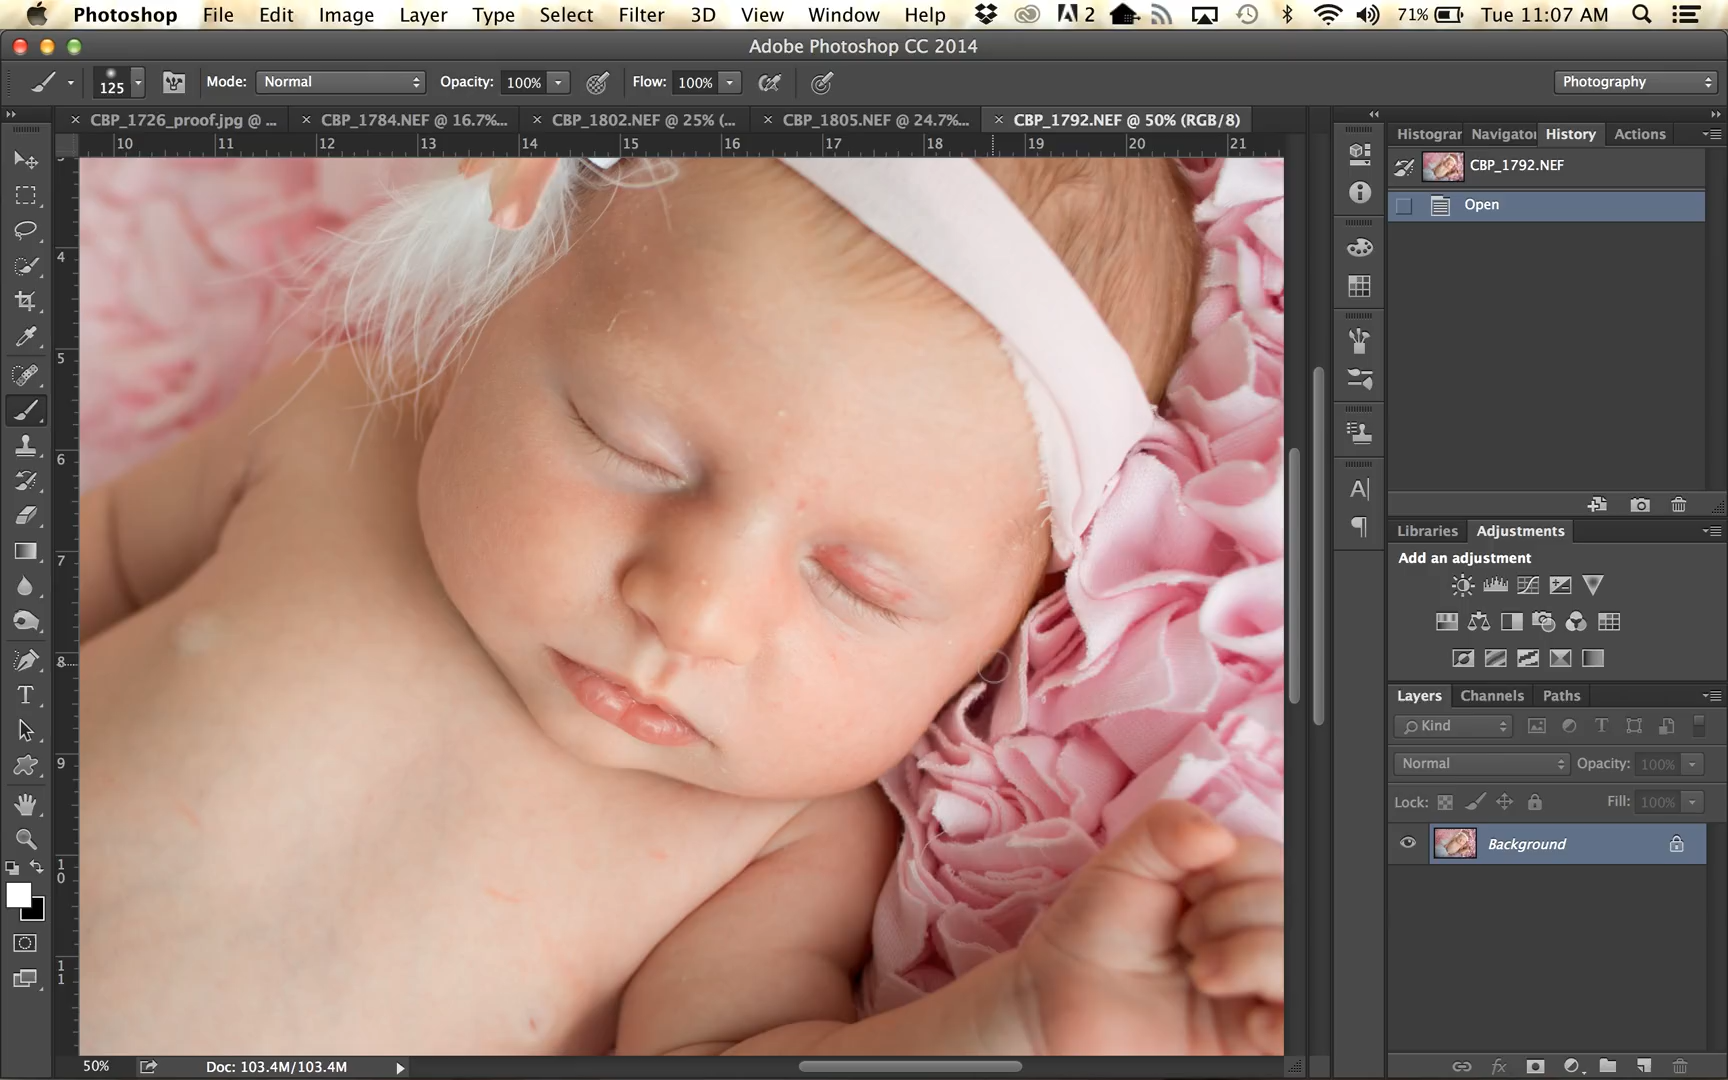 Photoshop File Edit Image Layer Type Select Filter 3D View Window Help 2 71% Tue 11:07 AM
Adobe Photoshop CC 2014
125 Mode: Normal Opacity: 100% Flow: 100% Photography
× CBP_1726_proof.jpg @ ... × CBP_1784.NEF @ 16.7%... × CBP_1802.NEF @ 25% (... × CBP_1805.NEF @ 24.7%... × CBP_1792.NEF @ 50% (RGB/8)
10 11 12 13 14 15 16 17 18 19 20 21
4
5
6
7
8
9
1
0
1
1
Histogran Navigator History Actions
CBP_1792.NEF
Open
Libraries Adjustments
Add an adjustment
Layers Channels Paths
Kind
Normal Opacity: 100%
Lock: Fill: 100%
Background
50% Doc: 103.4M/103.4M